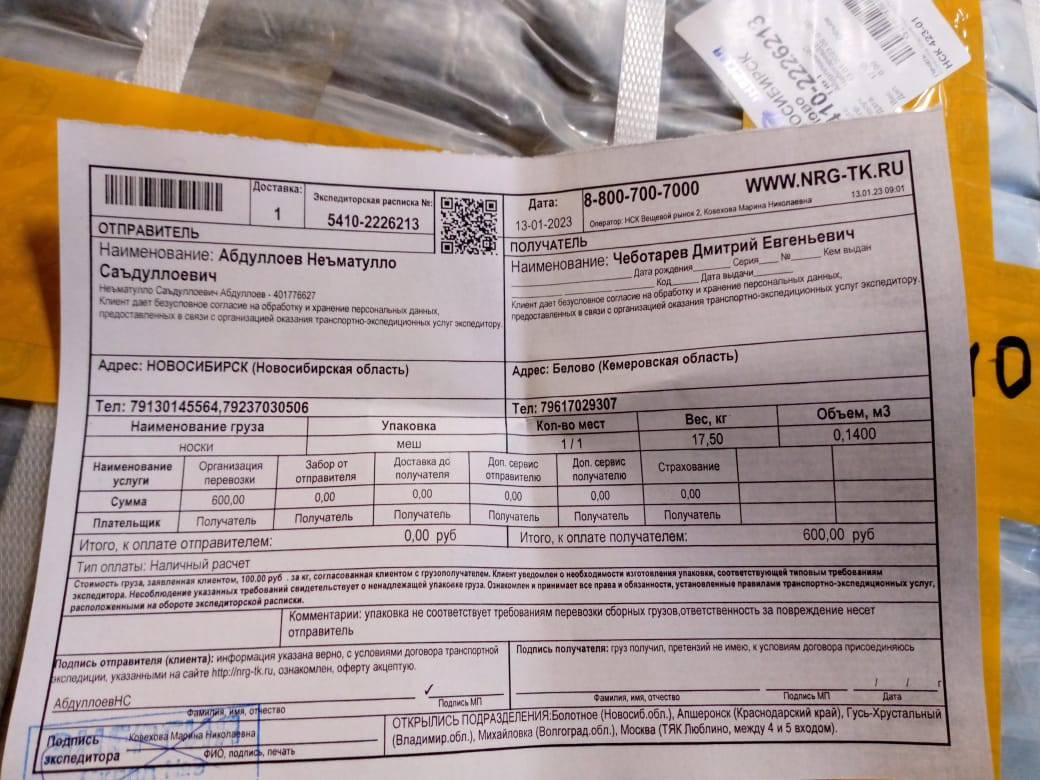 НСК 423-01
5410-2226213
Доставка:
1
Экспедиторская расписка №:
5410-2226213
Дата:
13-01-2023
8-800-700-7000
WWW.NRG-TK.RU
13.01.23 09:01
Оператор: НСК Вещевой рынок 2, Ковехова Марина Николаевна
ОТПРАВИТЕЛЬ
Наименование: Абдуллоев Неъматулло
Саъдуллоевич
Неъматулло Саъдуллоевич Абдуллоев - 401776627
Клиент дает безусловное согласие на обработку и хранение персональных данных,
предоставленных в связи с организацией оказания транспортно-экспедиционных услуг экспедитору.
Адрес: НОВОСИБИРСК (Новосибирская область)
Тел: 79130145564,79237030506
ПОЛУЧАТЕЛЬ
Наименование: Чеботарев Дмитрий Евгеньевич
Дата рождения Серия № Кем выдан
Код Дата выдачи
Клиент дает безусловное согласие на обработку и хранение персональных данных,
предоставленных в связи с организацией оказания транспортно-экспедиционных услуг экспедитору.
Адрес: Белово (Кемеровская область)
Тел: 79617029307
Наименование груза Упаковка Кол-во мест Вес, кг Объем, м3
носки меш 1 / 1 17,50 0,1400
Наименование услуги Организация перевозки Забор от отправителя Доставка до получателя Доп. сервис отправителю Доп. сервис получателю Страхование
Сумма 600,00 0,00 0,00 0,00 0,00 0,00
Плательщик Получатель Получатель Получатель Получатель Получатель Получатель
Итого, к оплате отправителем: 0,00 руб Итого, к оплате получателем: 600,00 руб
Тип оплаты: Наличный расчет
Стоимость груза, заявленная клиентом, 100.00 руб . за кг, согласованная клиентом с грузополучателем. Клиент уведомлен о необходимости изготовления упаковки, соответствующей типовым требованиям
экспедитора. Несоблюдение указанных требований свидетельствует о ненадлежащей упаковке груза. Ознакомлен и принимает все права и обязанности, установленные правилами транспортно-экспедиционных услуг,
расположенными на обороте экспедиторской расписки.
Комментарии: упаковка не соответствует требованиям перевозки сборных грузов,ответственность за повреждение несет
отправитель
Подпись отправителя (клиента): информация указана верно, с условиями договора транспортной
экспедиции, указанными на сайте http://nrg-tk.ru, ознакомлен, оферту акцептую.
АбдуллоевНС ✓
Фамилия, имя, отчество Подпись МП
Подпись получателя: груз получил, претензий не имею, к условиям договора присоединяюсь
/ / г
Фамилия, имя, отчество Подпись МП Дата
Подпись
экспедитора
Ковехова Марина Николаевна
ФИО, подпись, печать
ОТКРЫЛИСЬ ПОДРАЗДЕЛЕНИЯ:Болотное (Новосиб.обл.), Апшеронск (Краснодарский край), Гусь-Хрустальный
(Владимир.обл.), Михайловка (Волгоград.обл.), Москва (ТЯК Люблино, между 4 и 5 входом).